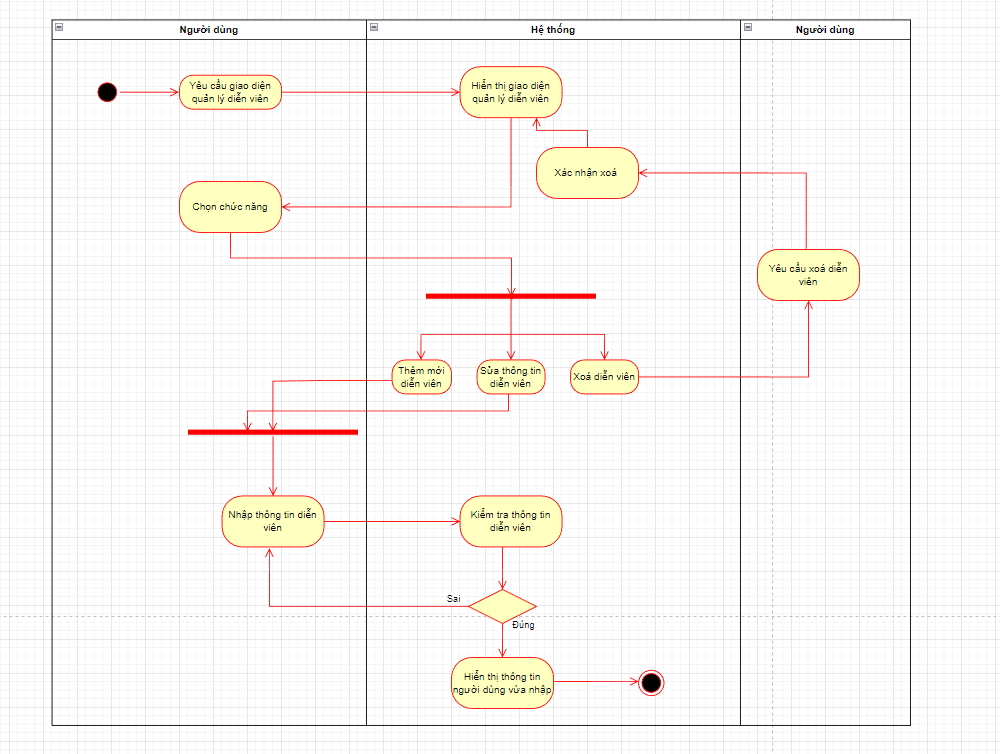 Người dùng
Hệ thống
Người dùng
Yêu cầu giao diện
quản lý diễn viên
Hiển thị giao diện
quản lý diễn viên
Xác nhận xoá
Chọn chức năng
Yêu cầu xoá diễn
viên
Thêm mới
diễn viên
Sửa thông tin
diễn viên
Xoá diễn viên
Nhập thông tin diễn
viên
Kiểm tra thông tin
diễn viên
Sai
Đúng
Hiển thị thông tin
người dùng vừa nhập